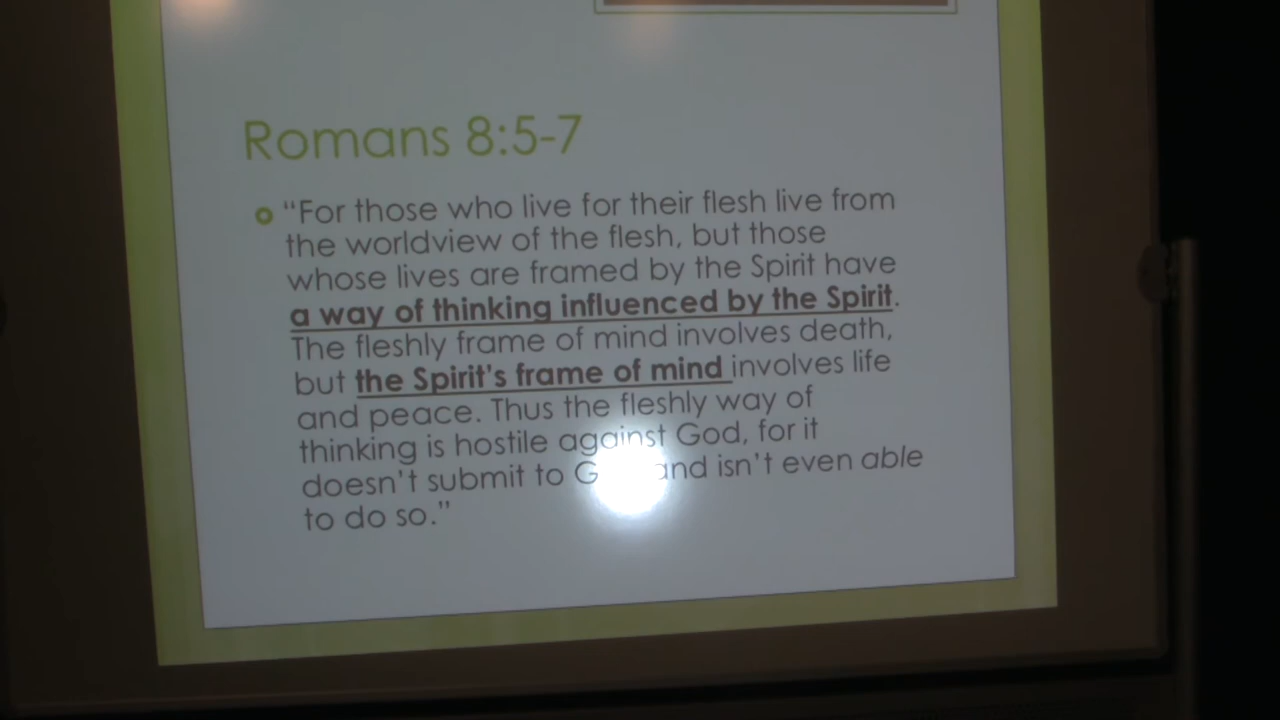 Romans 8:5-7
“For those who live for their flesh live from
the worldview of the flesh, but those
whose lives are framed by the Spirit have
a way of thinking influenced by the Spirit.
The fleshly frame of mind involves death,
but the Spirit’s frame of mind involves life
and peace. Thus the fleshly way of
thinking is hostile against God, for it
doesn’t submit to and isn’t even able
to do so.”